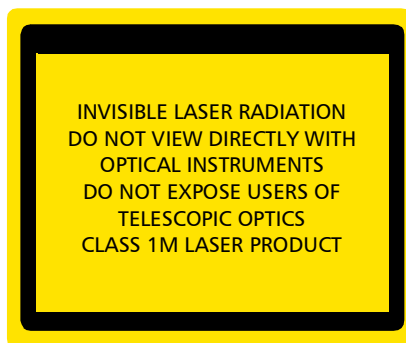 INVISIBLE LASER RADIATION
DO NOT VIEW DIRECTLY WITH
OPTICAL INSTRUMENTS
DO NOT EXPOSE USERS OF
TELESCOPIC OPTICS
CLASS 1M LASER PRODUCT